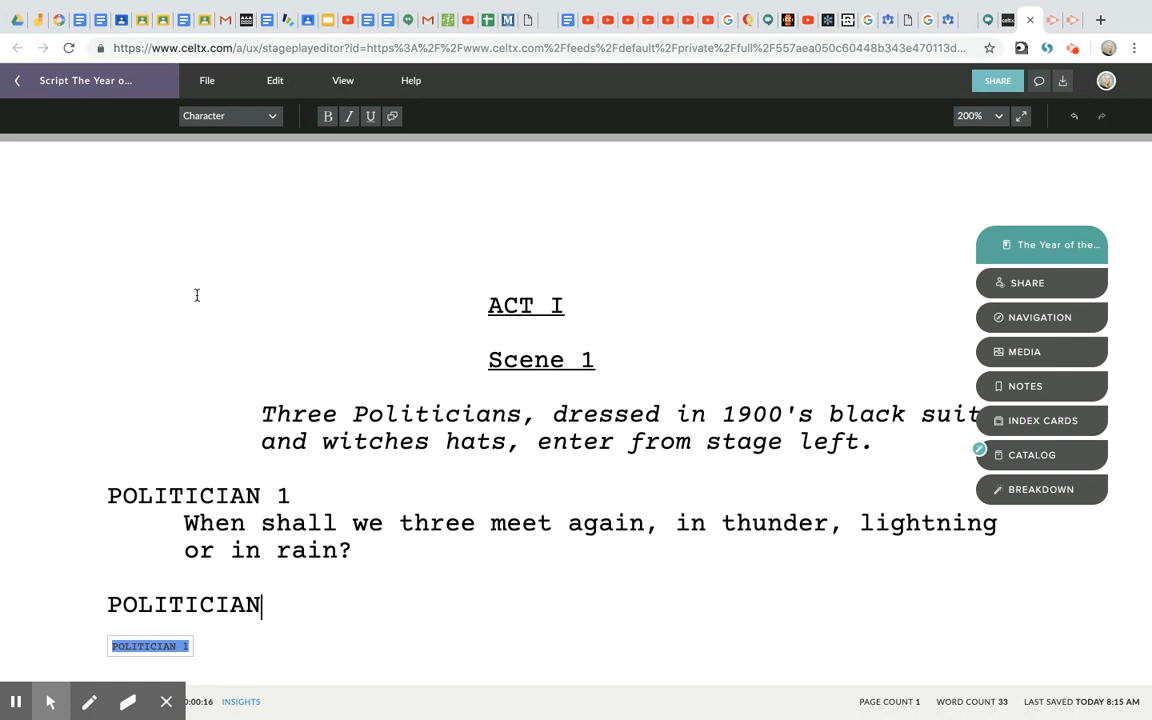 https://www.celtx.com/a/ux/stageplayeditor?id=https%3A%2F%2Fwww.celtx.com%2Ffeeds%2Fdefault%2Fprivate%2Ffull%2F557aea050c60448b343e470113d...
Script The Year o...
File
Edit
View
Help
SHARE
Character
B
I
U
200%
The Year of the...
SHARE
NAVIGATION
MEDIA
NOTES
INDEX CARDS
CATALOG
BREAKDOWN
ACT I
Scene 1
Three Politicians, dressed in 1900's black suit
and witches hats, enter from stage left.
POLITICIAN 1
When shall we three meet again, in thunder, lightning
or in rain?
POLITICIAN
POLITICIAN 1
0:00:16
INSIGHTS
PAGE COUNT 1
WORD COUNT 33
LAST SAVED TODAY 8:15 AM